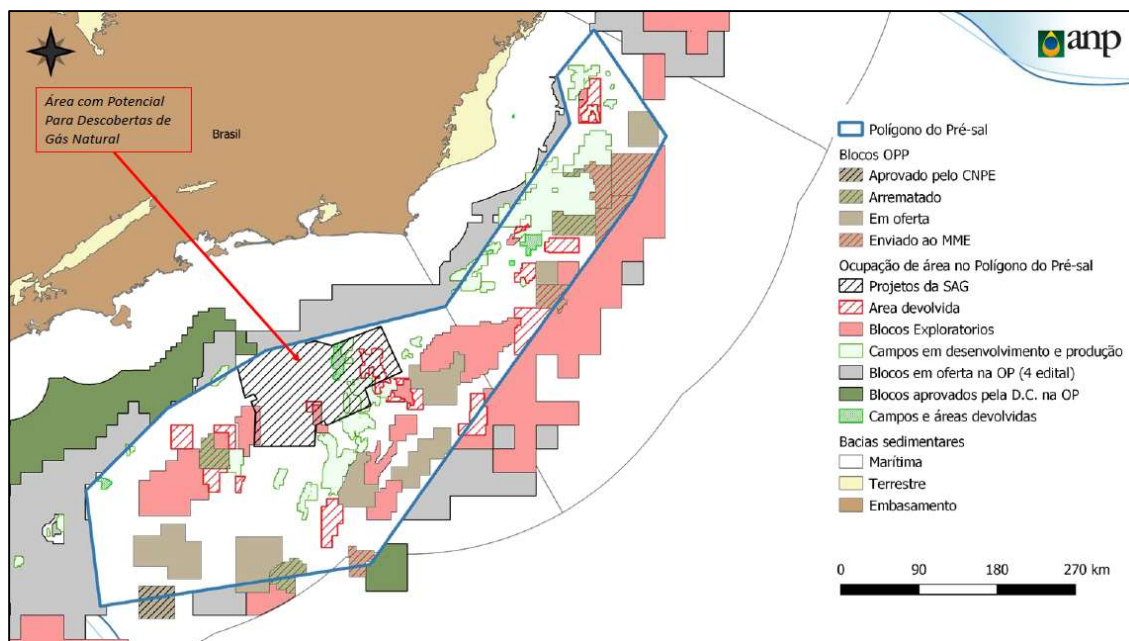 Área com Potencial
Para Descobertas de
Gás Natural
Brasil
anp
Polígono do Pré-sal
Blocos OPP
Aprovado pelo CNPE
Arrematado
Em oferta
Enviado ao MME
Ocupação de área no Polígono do Pré-sal
Projetos da SAG
Area devolvida
Blocos Exploratorios
Campos em desenvolvimento e produção
Blocos em oferta na OP (4 edital)
Blocos aprovados pela D.C. na OP
Campos e áreas devolvidas
Bacias sedimentares
Marítima
Terrestre
Embasamento
0 90 180 270 km